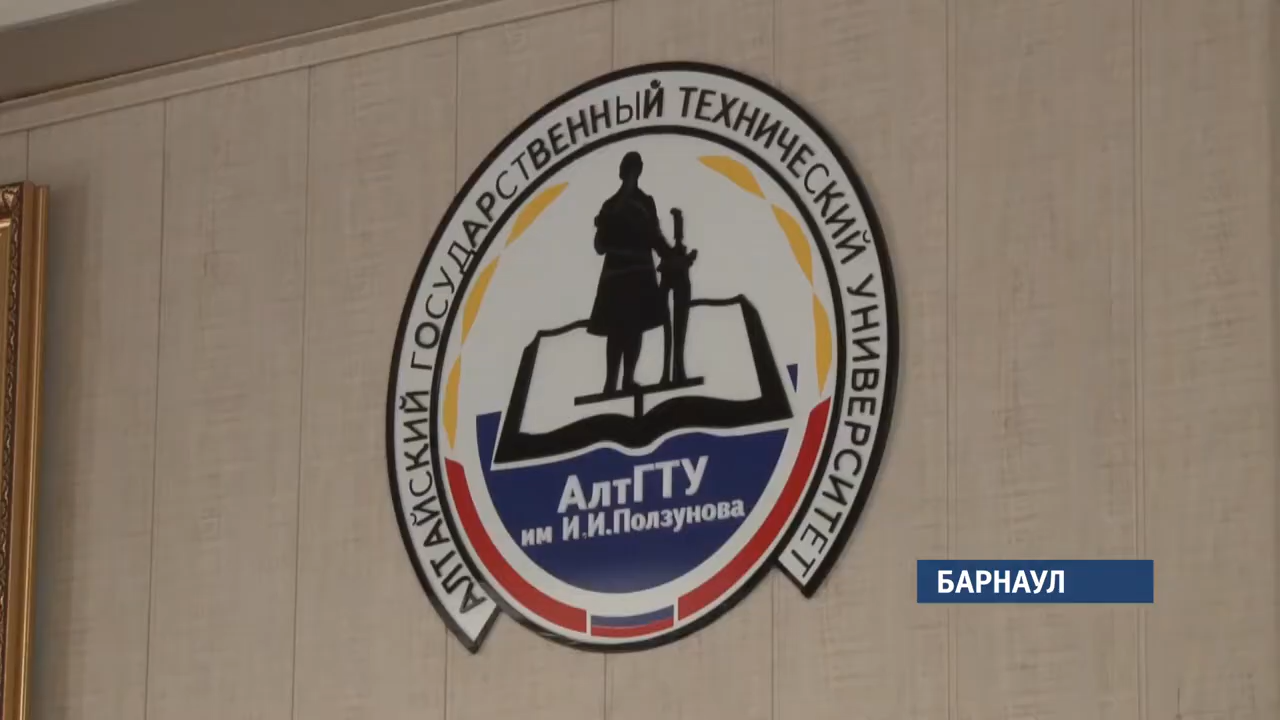 АЛТАЙСКИЙ ГОСУДАРСТВЕННЫЙ ТЕХНИЧЕСКИЙ УНИВЕРСИТЕТ
АлтГТУ
им И.И.Ползунова
БАРНАУЛ